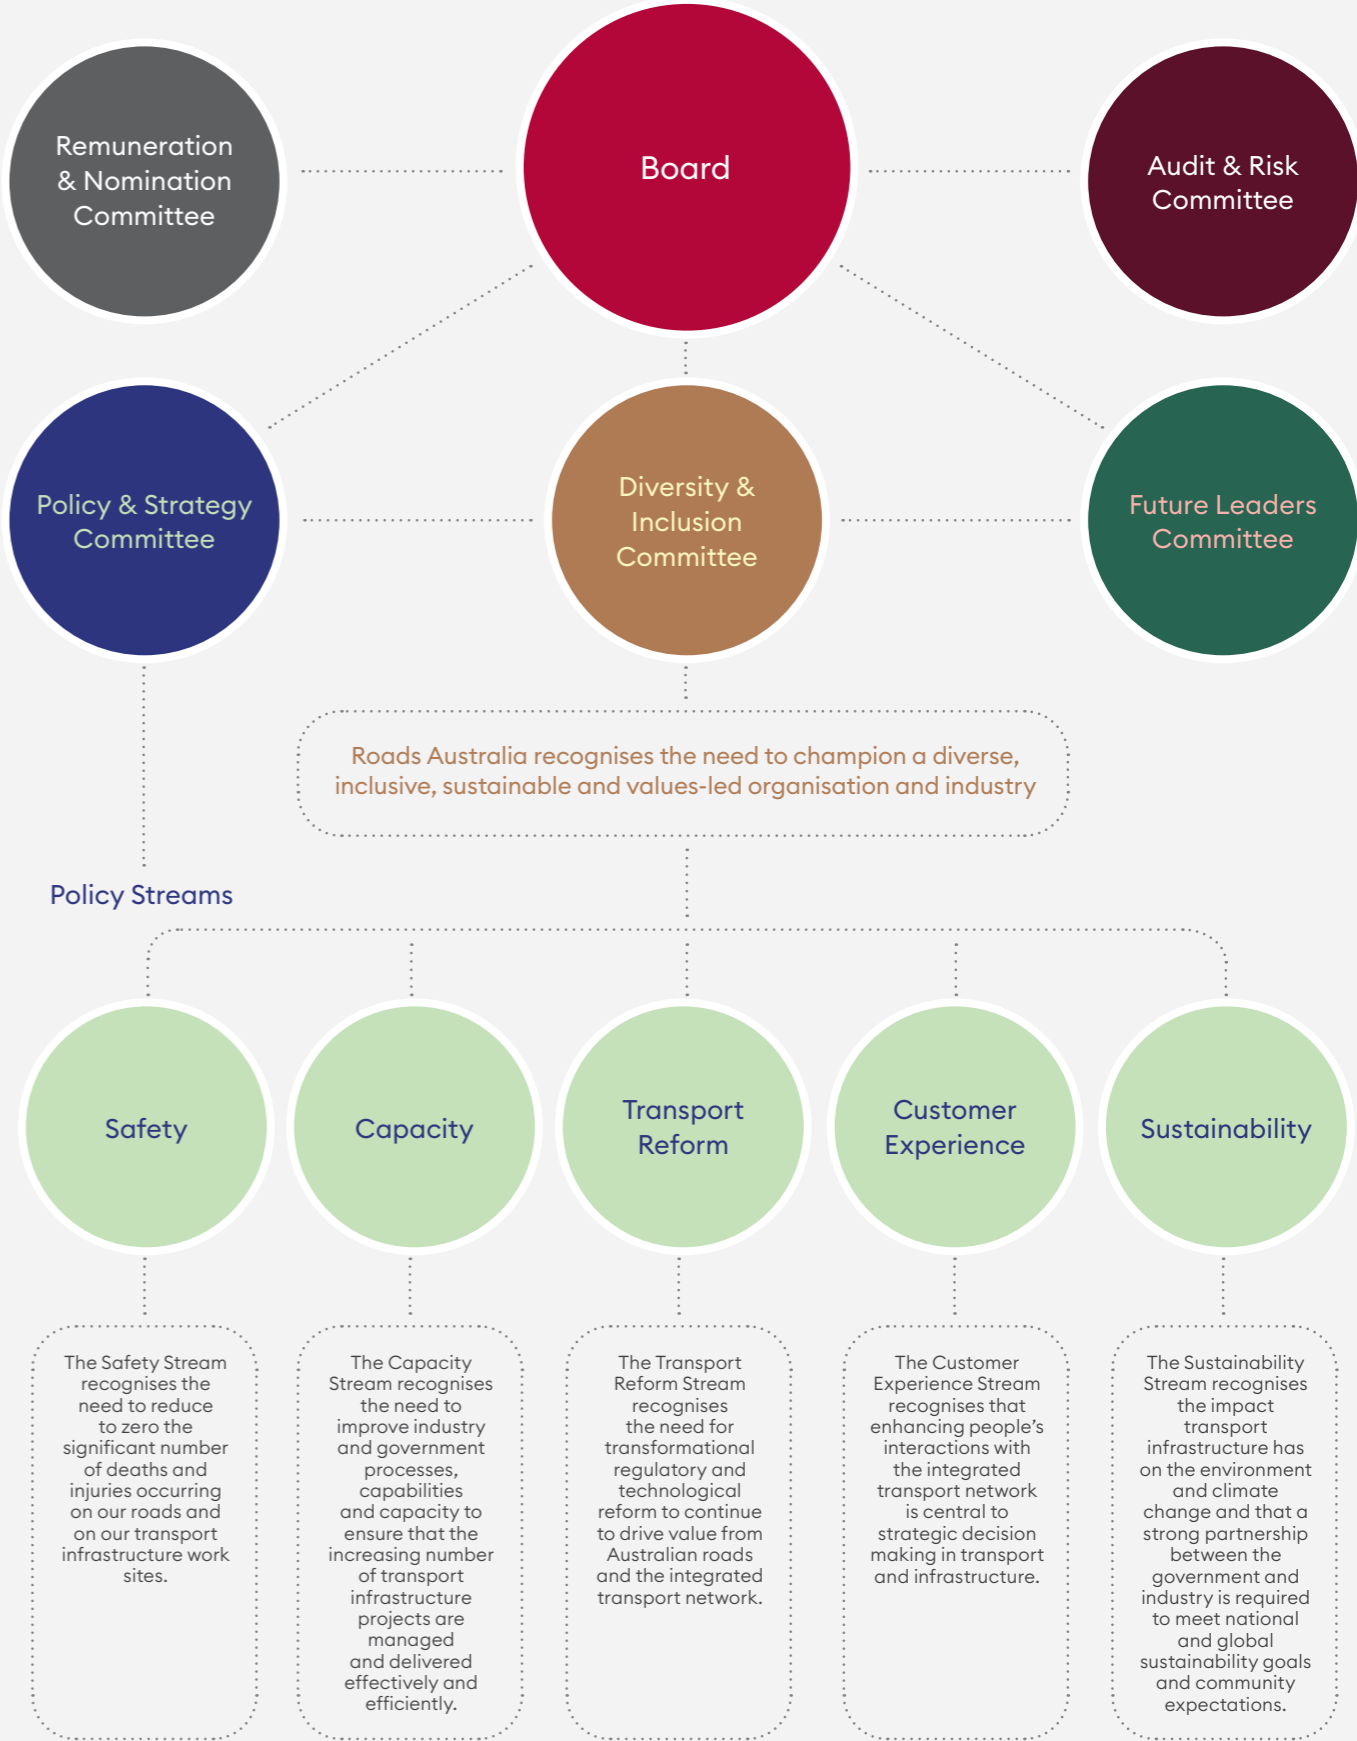 Remuneration
& Nomination
Committee
Board
Audit & Risk
Committee
Policy & Strategy
Committee
Diversity &
Inclusion
Committee
Future Leaders
Committee
Roads Australia recognises the need to champion a diverse,
inclusive, sustainable and values-led organisation and industry
Policy Streams
Safety
Capacity
Transport
Reform
Customer
Experience
Sustainability
The Safety Stream
recognises the
need to reduce
to zero the
significant number
of deaths and
injuries occurring
on our roads and
on our transport
infrastructure work
sites.
The Capacity
Stream recognises
the need to
improve industry
and government
processes,
capabilities
and capacity to
ensure that the
increasing number
of transport
infrastructure
projects are
managed
and delivered
effectively and
efficiently.
The Transport
Reform Stream
recognises
the need for
transformational
regulatory and
technological
reform to continue
to drive value from
Australian roads
and the integrated
transport network.
The Customer
Experience Stream
recognises that
enhancing people’s
interactions with
the integrated
transport network
is central to
strategic decision
making in transport
and infrastructure.
The Sustainability
Stream recognises
the impact
transport
infrastructure has
on the environment
and climate
change and that a
strong partnership
between the
government and
industry is required
to meet national
and global
sustainability goals
and community
expectations.